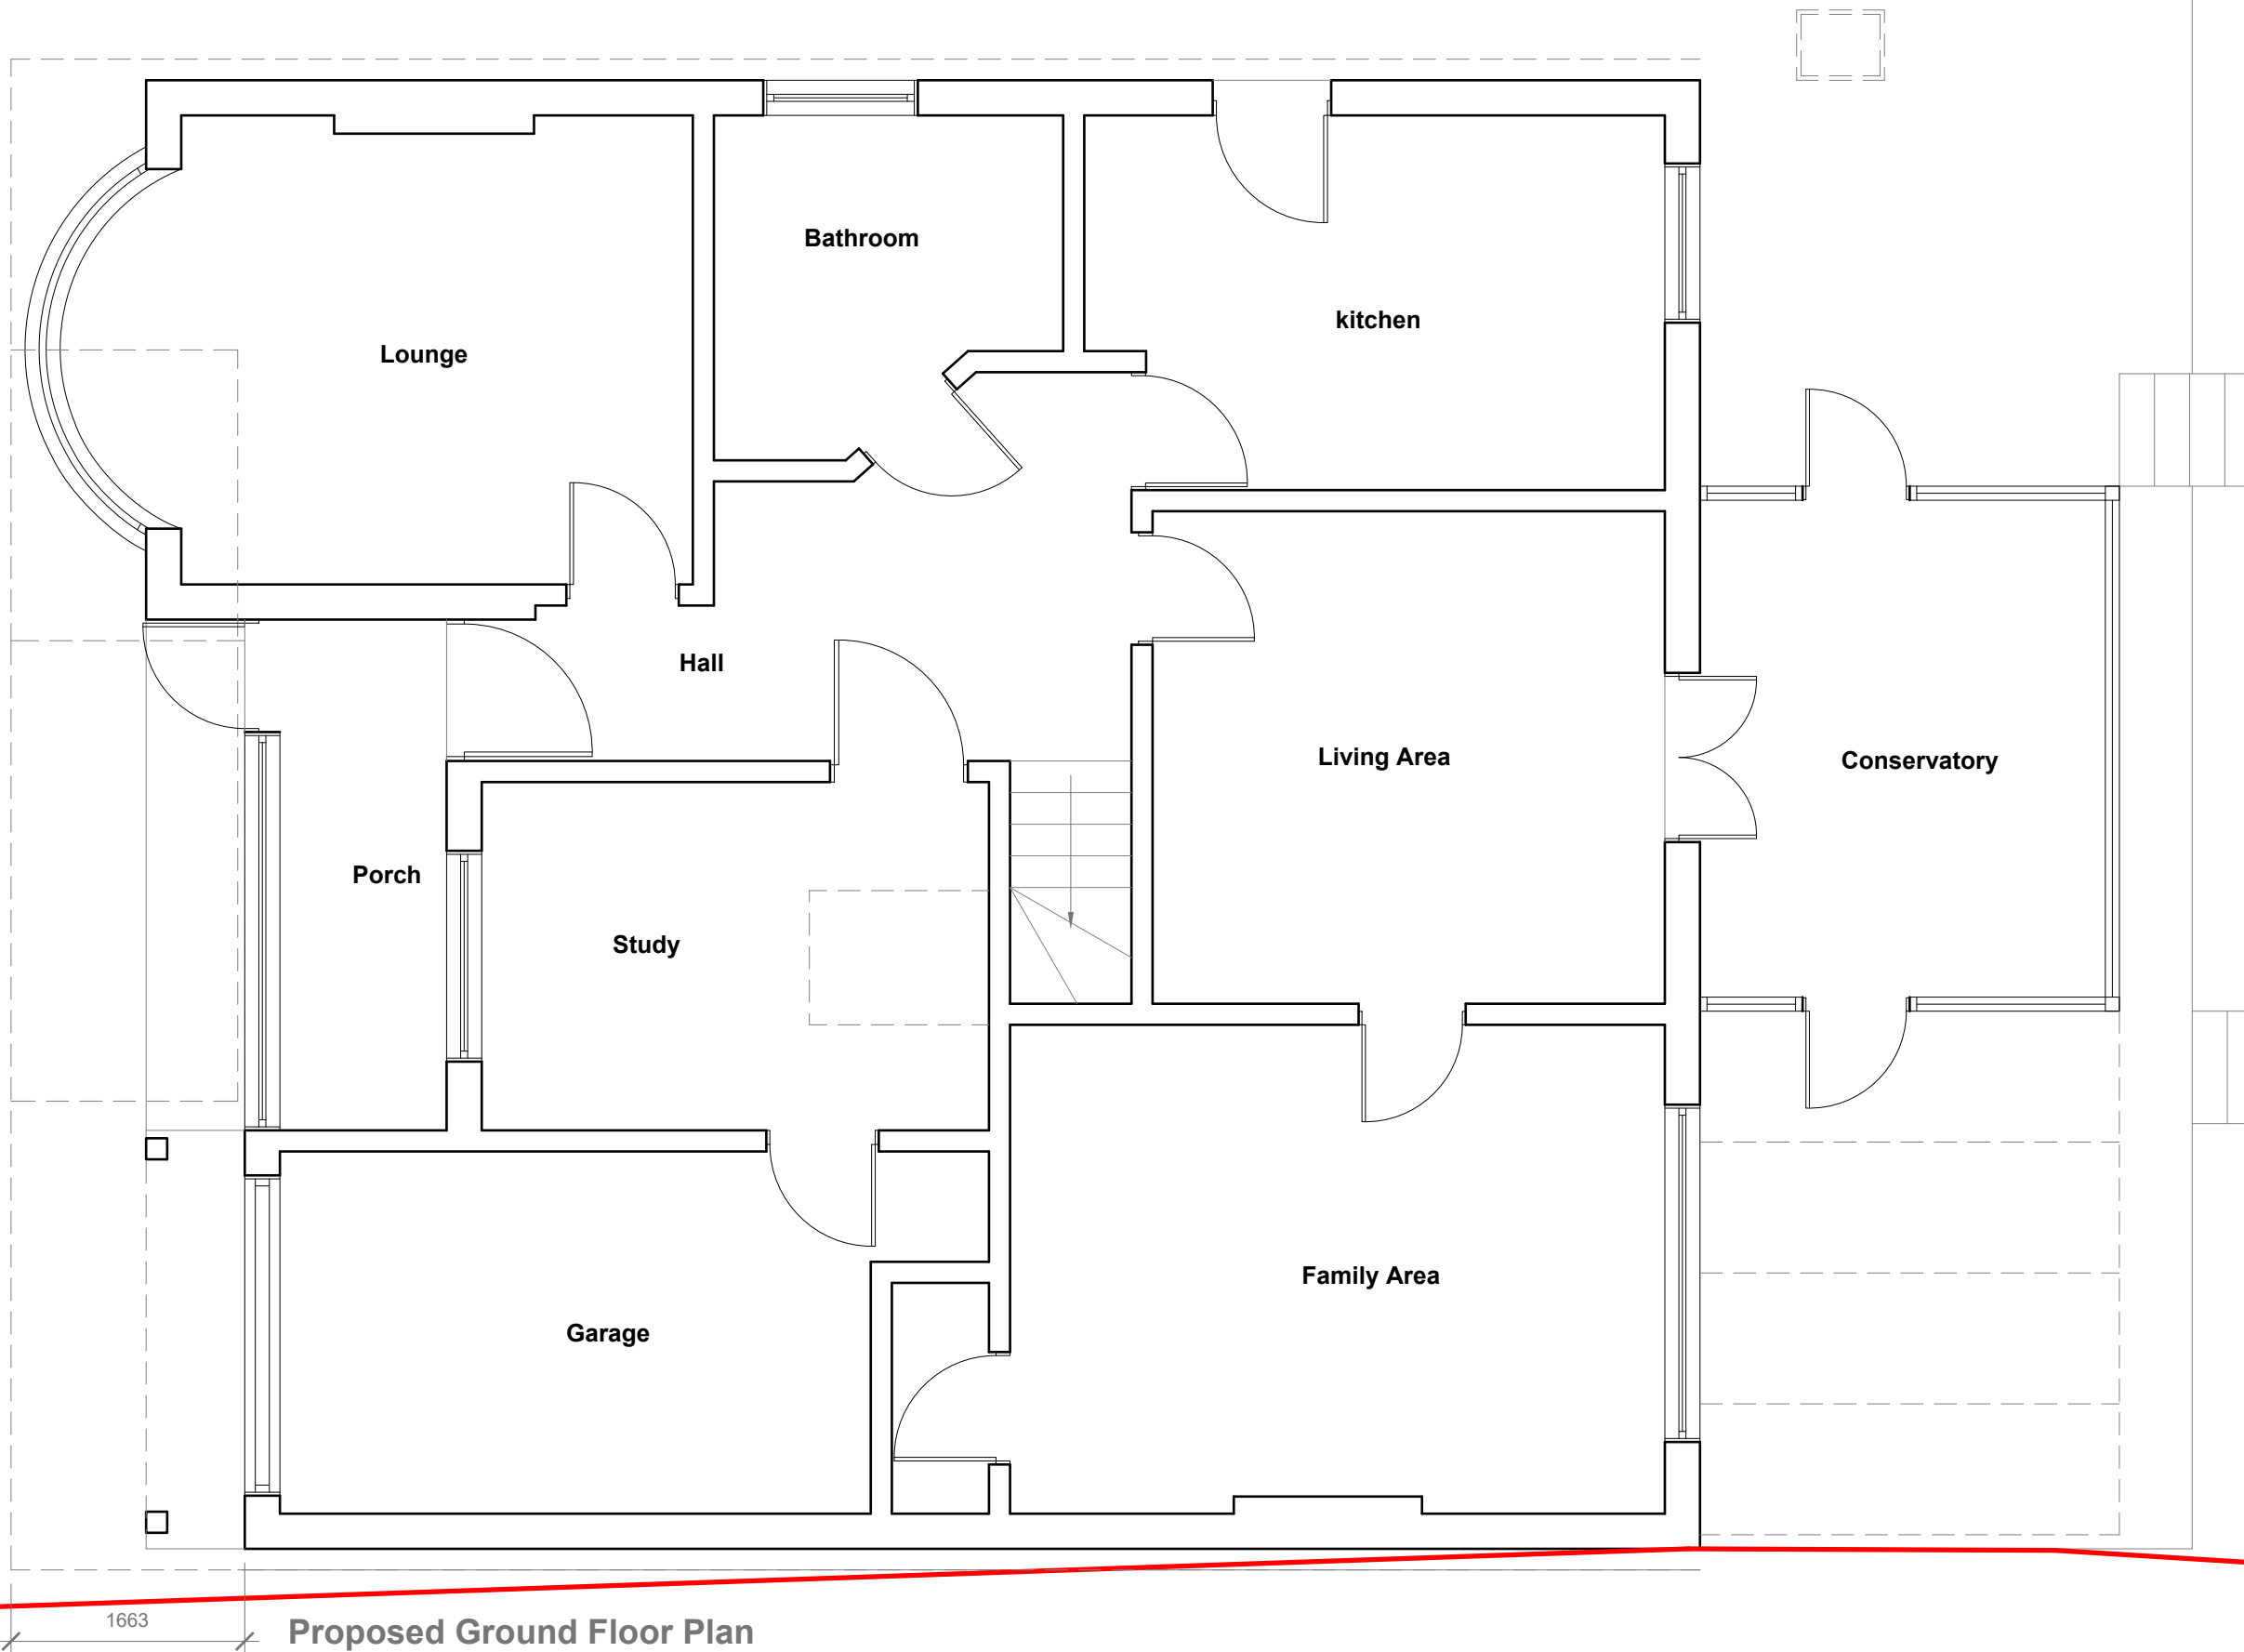 Bathroom
kitchen
Lounge
Hall
Living Area
Conservatory
Porch
Study
Family Area
Garage
1663
Proposed Ground Floor Plan